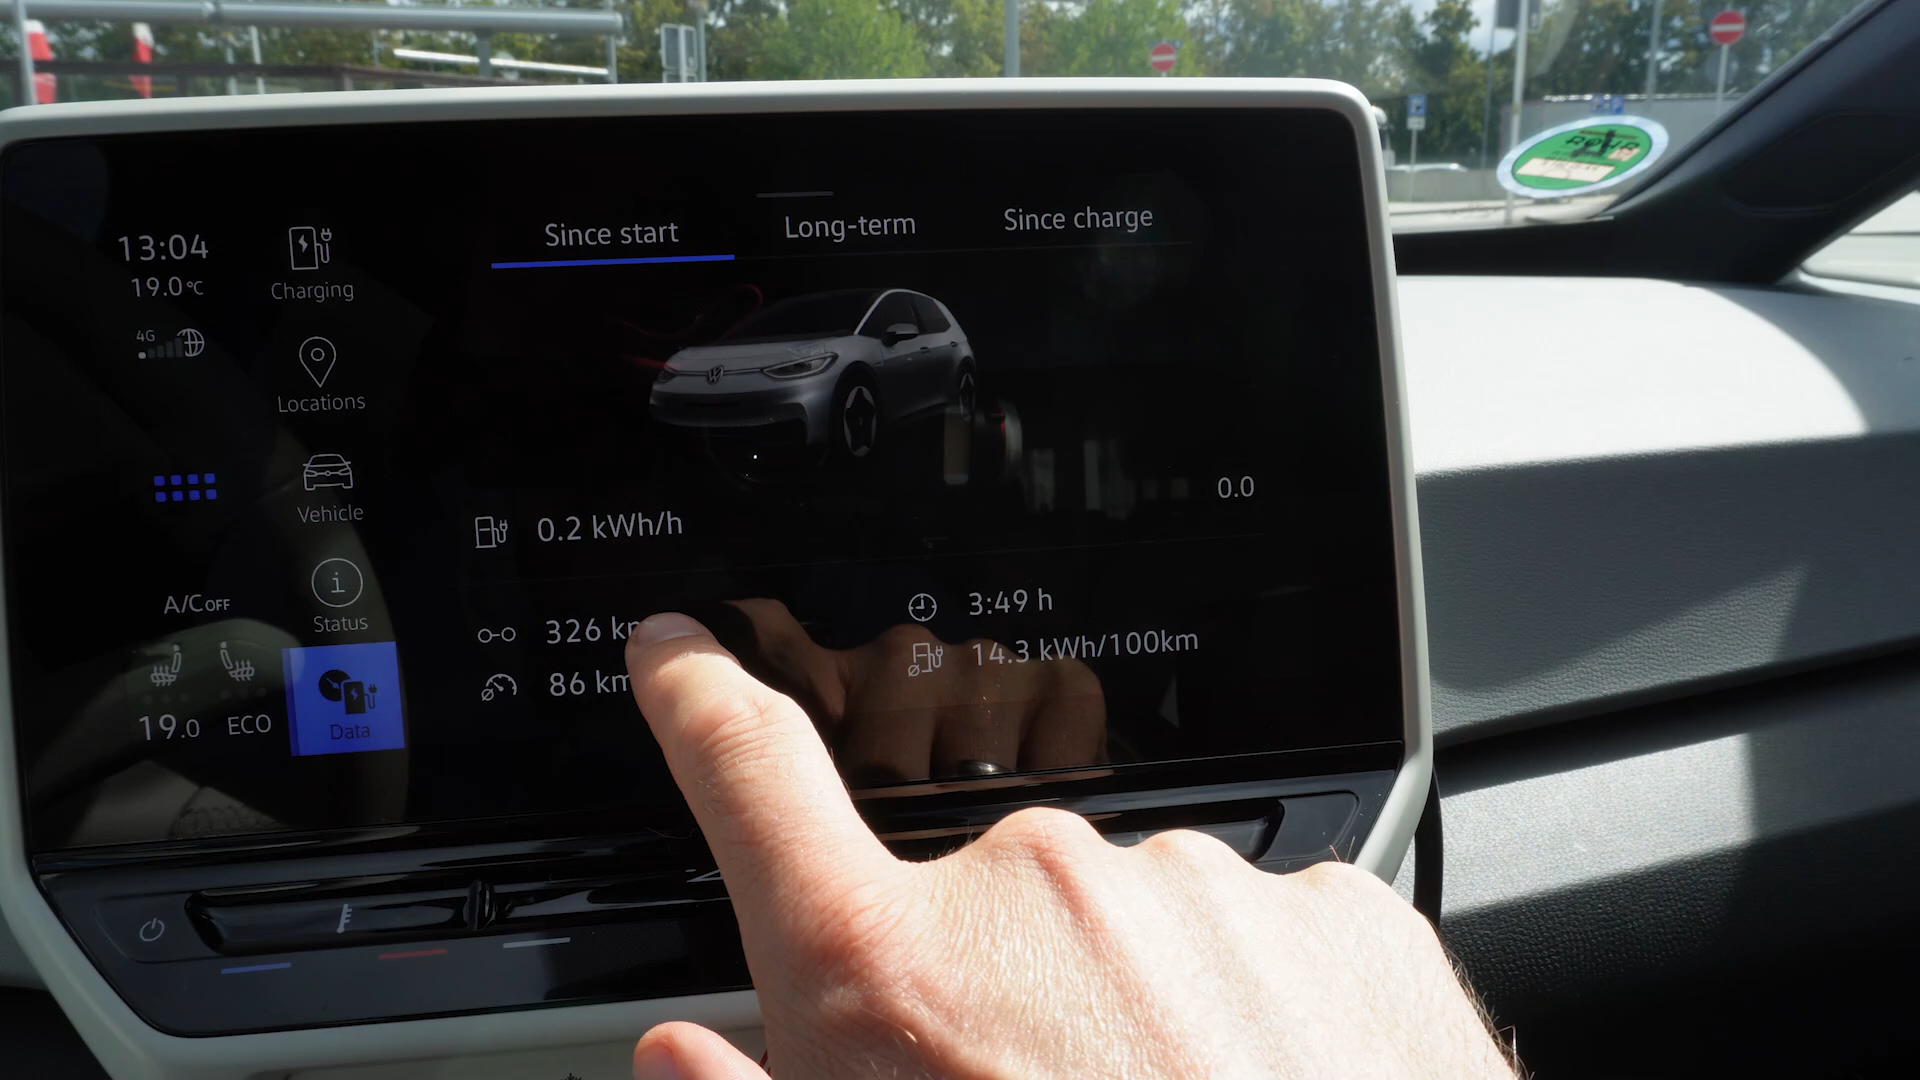 Since start
Long-term
Since charge
13:04
19.0°C
4G
Charging
Locations
Vehicle
Status
Data
A/C OFF
19.0
ECO
0.0
0.2 kWh/h
326 km
3:49 h
86 km
14.3 kWh/100km